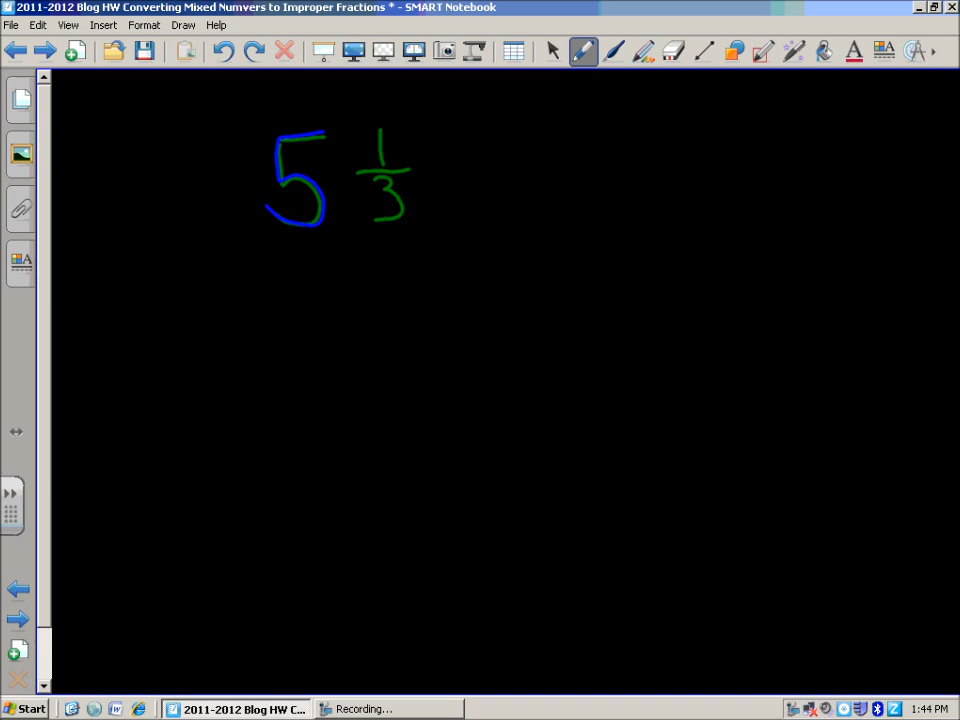 2011-2012 Blog HW Converting Mixed Numvers to Improper Fractions * - SMART Notebook
File Edit View Insert Format Draw Help
5 1/3
Start
2011-2012 Blog HW C...
Recording...
1:44 PM